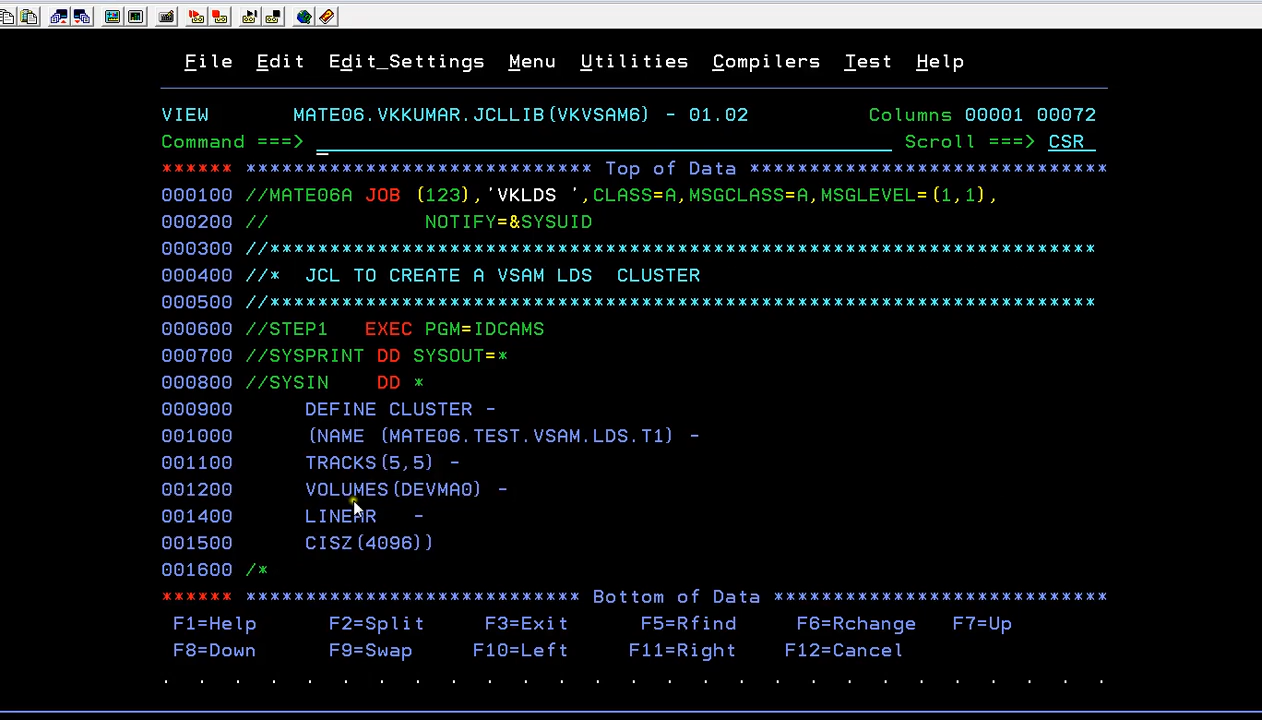 File Edit Edit_Settings Menu Utilities Compilers Test Help
VIEW MATE06.VKKUMAR.JCLLIB(VKVSAM6) - 01.02 Columns 00001 00072
Command ===> Scroll ===> CSR
****** ***************************** Top of Data ******************************
000100 //MATE06A JOB (123),'VKLDS ',CLASS=A,MSGCLASS=A,MSGLEVEL=(1,1),
000200 // NOTIFY=&SYSUID
000300 //*********************************************************************
000400 //* JCL TO CREATE A VSAM LDS CLUSTER
000500 //*********************************************************************
000600 //STEP1 EXEC PGM=IDCAMS
000700 //SYSPRINT DD SYSOUT=*
000800 //SYSIN DD *
000900 DEFINE CLUSTER -
001000 (NAME (MATE06.TEST.VSAM.LDS.T1) -
001100 TRACKS(5,5) -
001200 VOLUMES(DEVMA0) -
001400 LINEAR -
001500 CISZ(4096))
001600 /*
****** **************************** Bottom of Data ****************************
F1=Help F2=Split F3=Exit F5=Rfind F6=Rchange F7=Up
F8=Down F9=Swap F10=Left F11=Right F12=Cancel
. . . . . . . . . . . . . . . . . . . . . . . . . . .